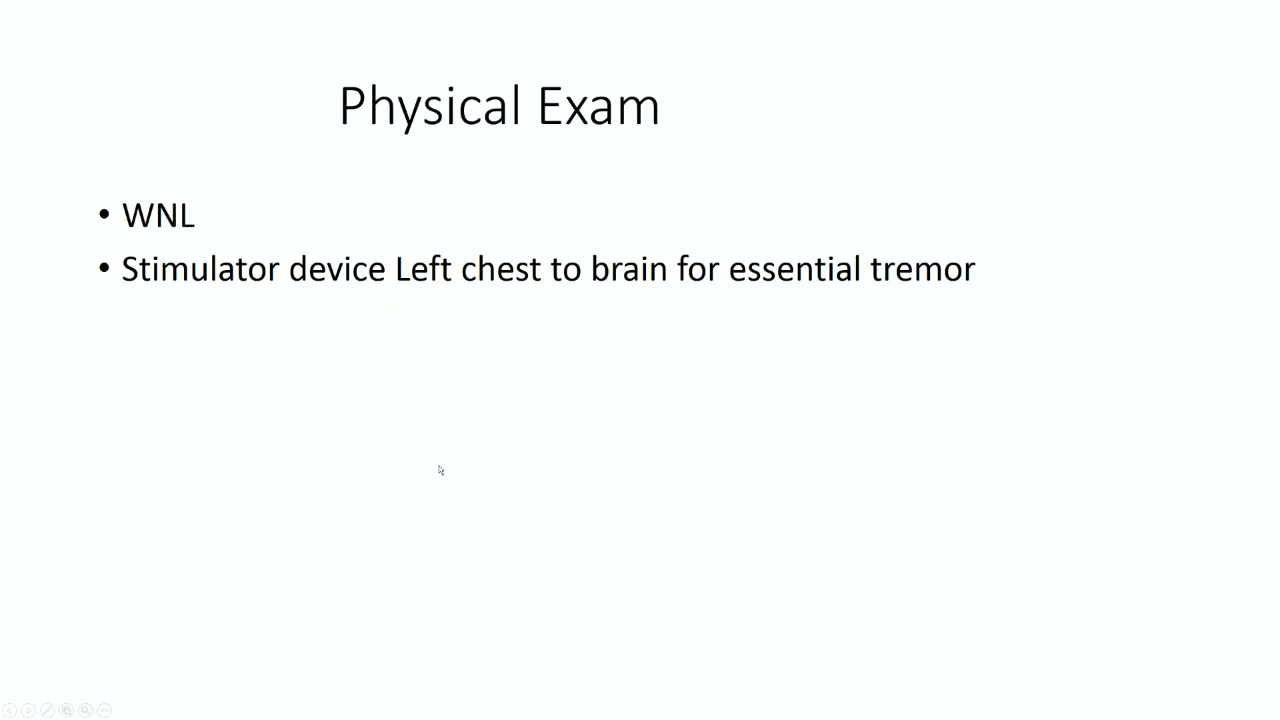 Physical Exam
• WNL
• Stimulator device Left chest to brain for essential tremor